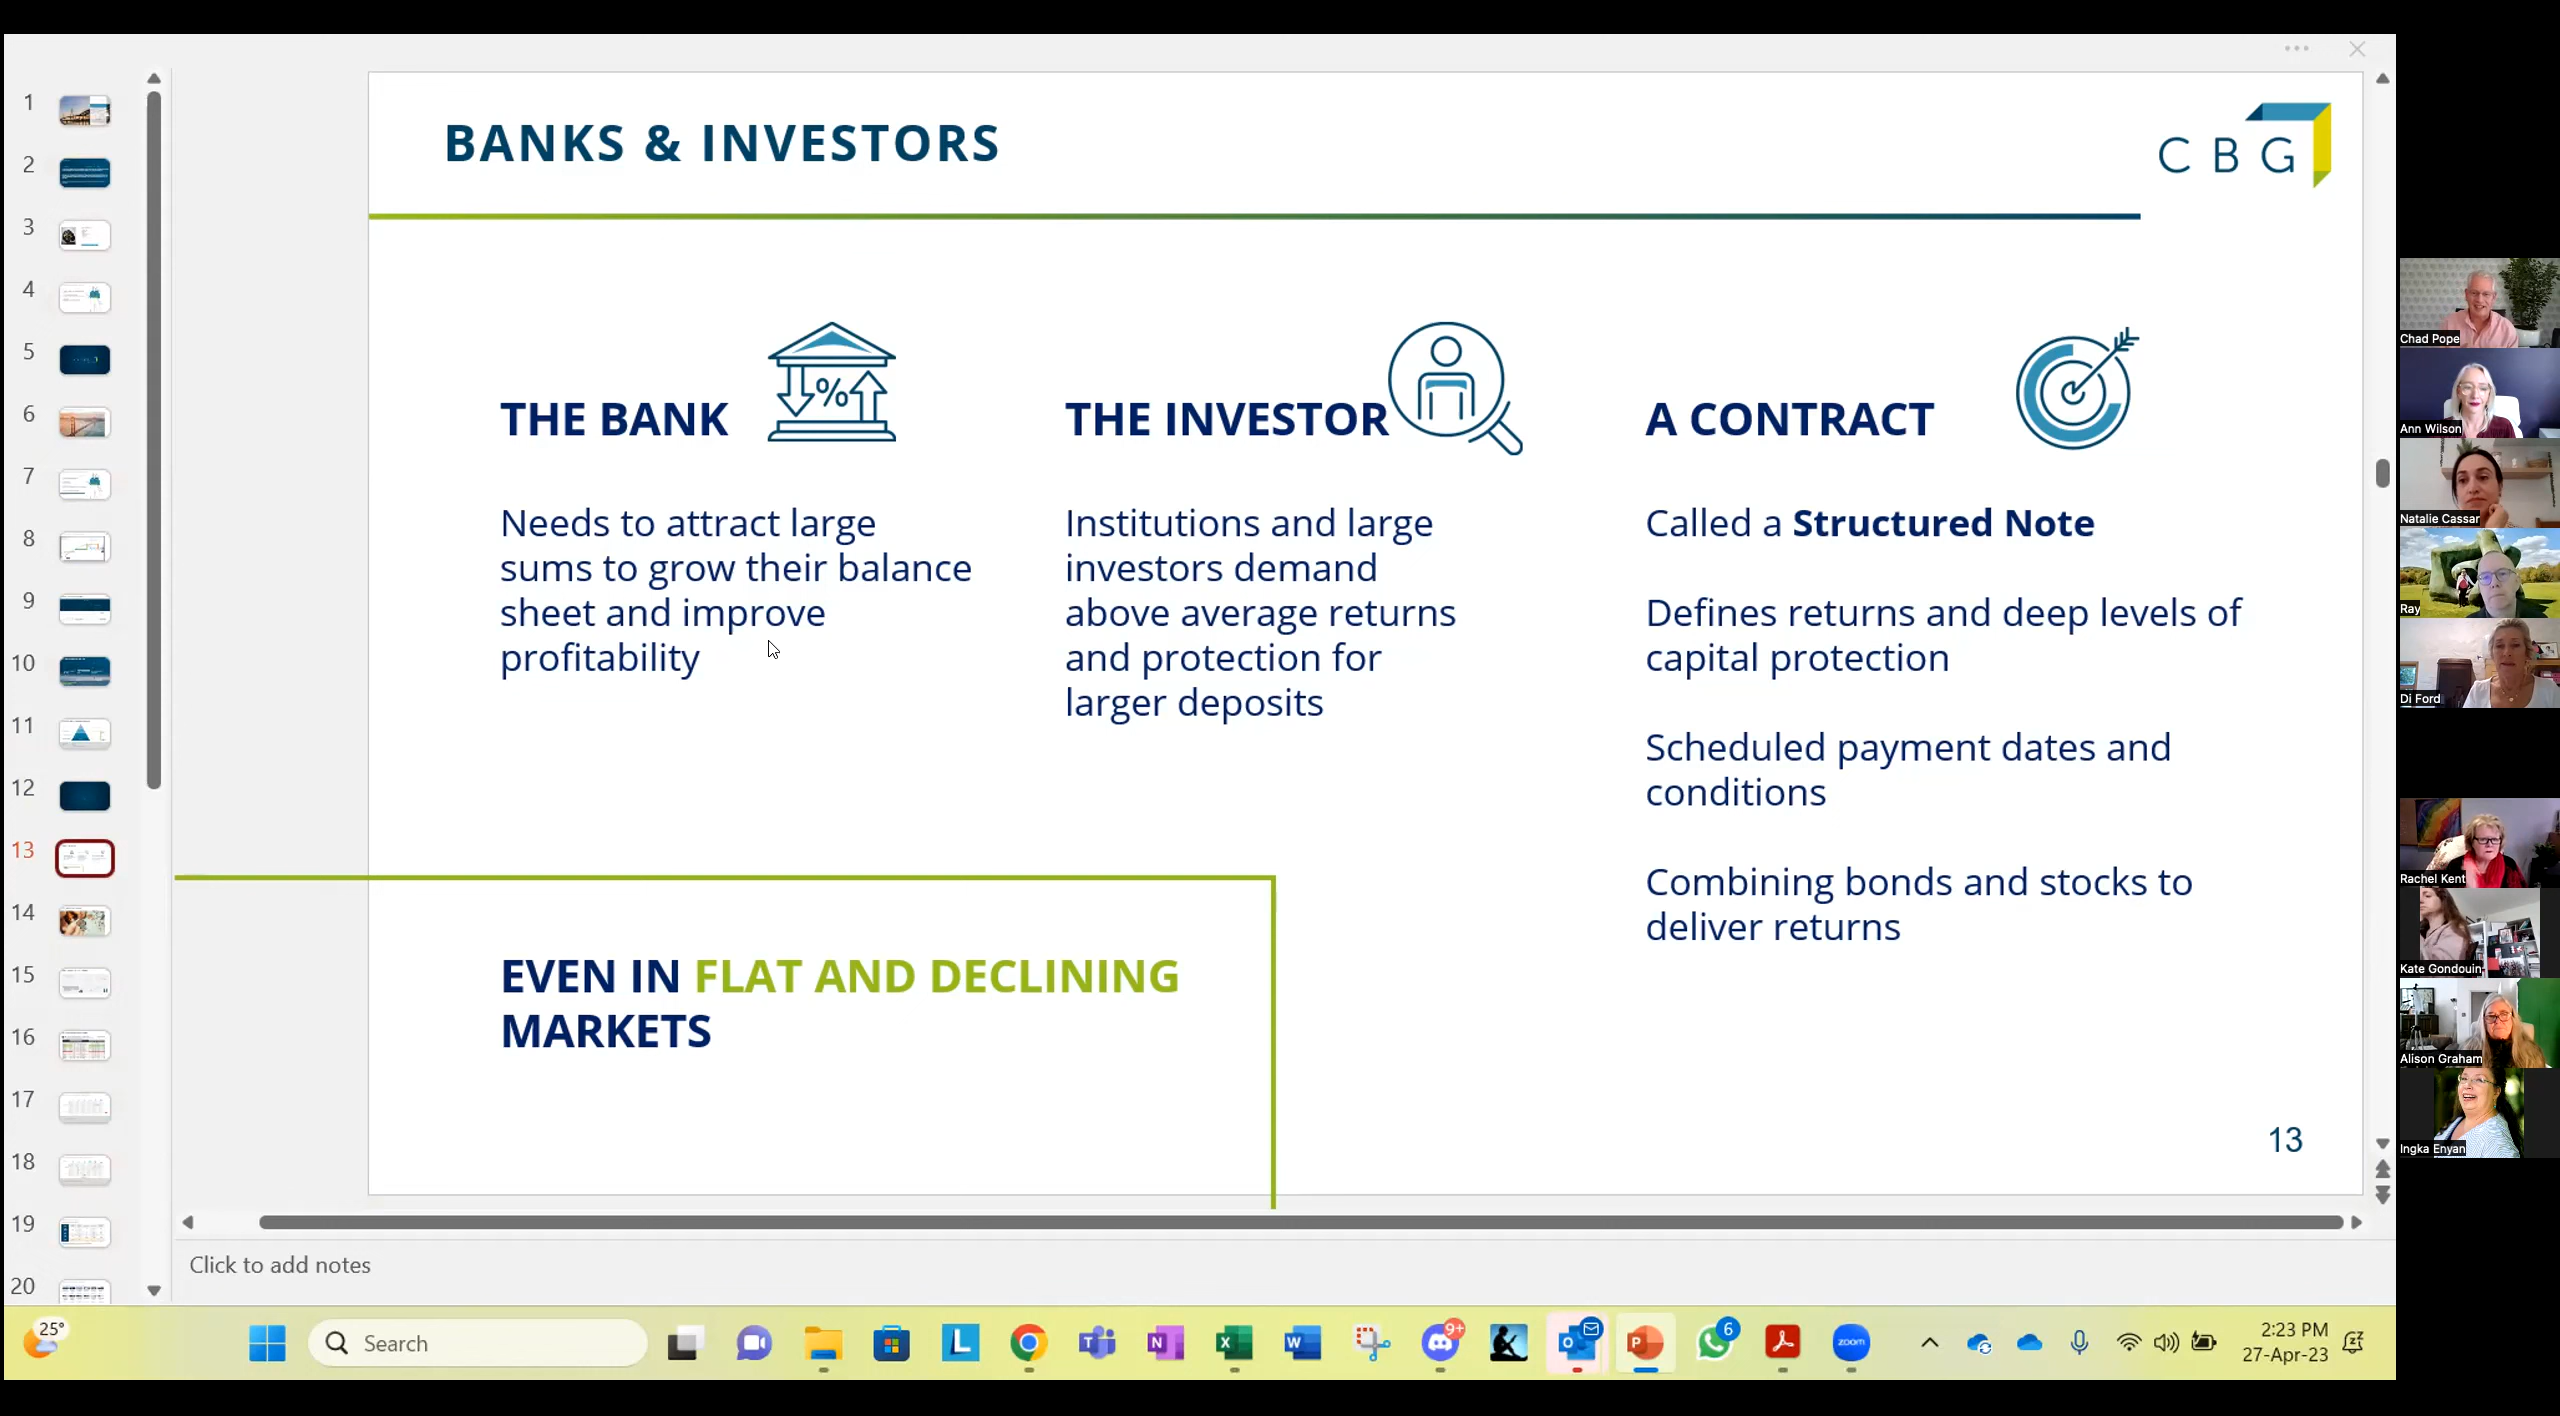 1
2
3
4
5
6
7
8
9
10
11
12
13
14
15
16
17
18
19
20
BANKS & INVESTORS
C B G
THE BANK
%
Needs to attract large
sums to grow their balance
sheet and improve
profitability
THE INVESTOR
Institutions and large
investors demand
above average returns
and protection for
larger deposits
A CONTRACT
Called a Structured Note
Defines returns and deep levels of
capital protection
Scheduled payment dates and
conditions
Combining bonds and stocks to
deliver returns
EVEN IN FLAT AND DECLINING
MARKETS
13
Click to add notes
Chad Pope
Ann Wilson
Natalie Cassar
Ray
Di Ford
Rachel Kent
Kate Gondouin
Alison Graham
Ingka Enyan
25°
Search
L
T
N
X
W
9+
O
P
6
zoom
2:23 PM
27-Apr-23